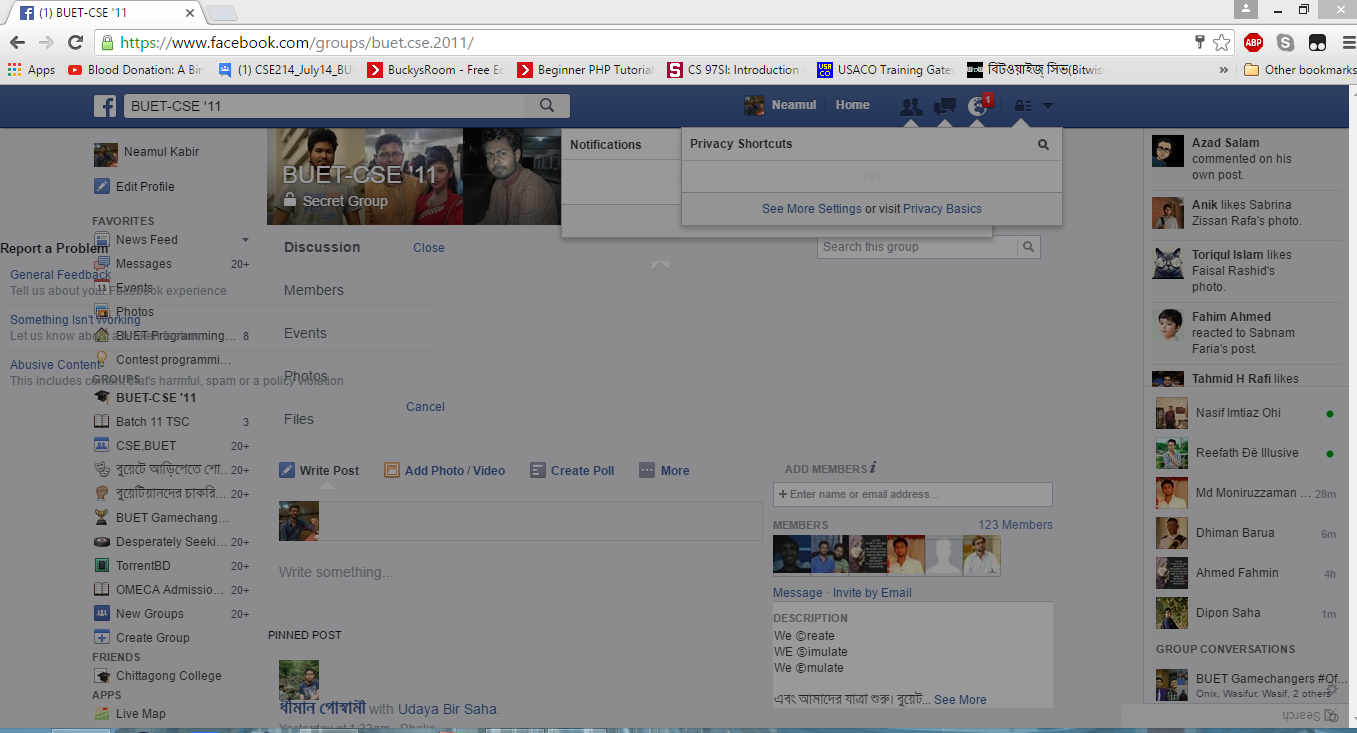 (1) BUET-CSE '11
https://www.facebook.com/groups/buet.cse.2011/
ABP
Apps
Blood Donation: A Bir
(1) CSE214_July14_BU
BuckysRoom - Free Ec
Beginner PHP Tutorial
CS 97SI: Introduction
USACO Training Gate
বিটওয়াইজ্ সিভ(Bitwis
»
Other bookmarks
BUET-CSE '11
Neamul
Home
1
Neamul Kabir
Edit Profile
FAVORITES
News Feed
Messages 20+
Events
Photos
BUET Programming... 8
Contest programmi...
GROUPS
BUET-CSE '11
Batch 11 TSC 3
CSE,BUET 20+
বুয়েটে আড়িপেতে শো... 20+
বুয়েটিয়ানদের চাকরি... 20+
BUET Gamechang...
Desperately Seeki... 20+
TorrentBD 20+
OMECA Admissio... 20+
New Groups 20+
Create Group
FRIENDS
Chittagong College
APPS
Live Map
Report a Problem
General Feedback
Tell us about your Facebook experience
Something Isn't Working
Let us know about a broken feature
Abusive Content
This includes content that's harmful, spam or a policy violation
BUET-CSE '11
Secret Group
Notifications
Privacy Shortcuts
See More Settings or visit Privacy Basics
Discussion
Close
Members
Events
Photos
Files
Cancel
Search this group
Write Post
Add Photo / Video
Create Poll
More
Write something...
PINNED POST
ধীমান গোস্বামী with Udaya Bir Saha.
Yesterday at 1:32pm · Dhaka
ADD MEMBERS
+ Enter name or email address...
MEMBERS
123 Members
Message · Invite by Email
DESCRIPTION
We ©reate
WE Ⓢimulate
We Ⓔmulate
এবং আমাদের যাত্রা শুরু। বুয়েট... See More
Azad Salam
commented on his
own post.
Anik likes Sabrina
Zissan Rafa's photo.
Toriqul Islam likes
Faisal Rashid's
photo.
Fahim Ahmed
reacted to Sabnam
Faria's post.
Tahmid H Rafi likes
Nasif Imtiaz Ohi
Reefath Dë Illusive
Md Moniruzzaman ... 28m
Dhiman Barua 6m
Ahmed Fahmin 4h
Dipon Saha 1m
GROUP CONVERSATIONS
BUET Gamechangers #Of...
Onix, Wasifur, Wasif, 2 others
Search